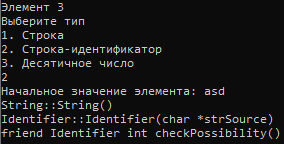 Элемент 3
Выберите тип
1. Строка
2. Строка-идентификатор
3. Десятичное число
2
Начальное значение элемента: asd
String::String()
Identifier::Identifier(char *strSource)
friend Identifier int checkPossibility()